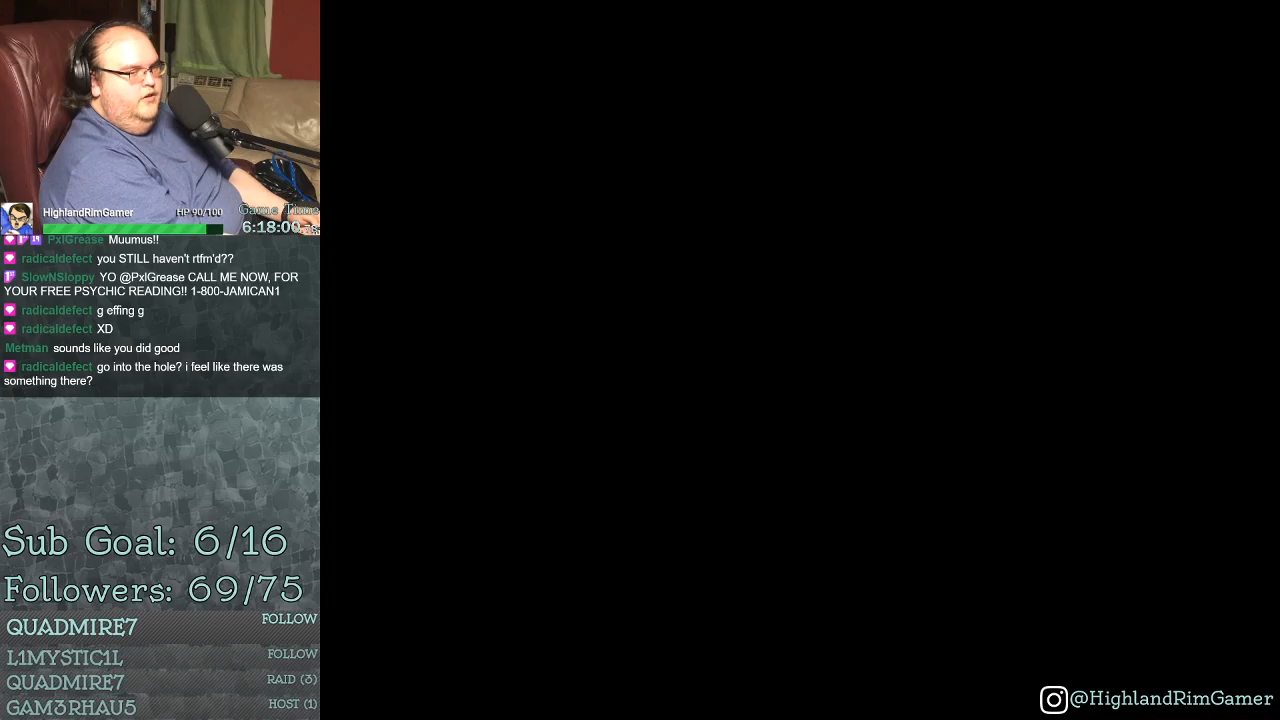 HighlandRimGamer HP 90/100 Game Time
6:18:00
PxlGrease Muumus!!
radicaldefect you STILL haven't rtfm'd??
SlowNSloppy YO @PxlGrease CALL ME NOW, FOR
YOUR FREE PSYCHIC READING!! 1-800-JAMICAN1
radicaldefect g effing g
radicaldefect XD
Metman sounds like you did good
radicaldefect go into the hole? i feel like there was
something there?
Sub Goal: 6/16
Followers: 69/75
QUADMIRE7 FOLLOW
L1MYSTIC1L FOLLOW
QUADMIRE7 RAID (3)
GAM3RHAU5 HOST (1)
@HighlandRimGamer